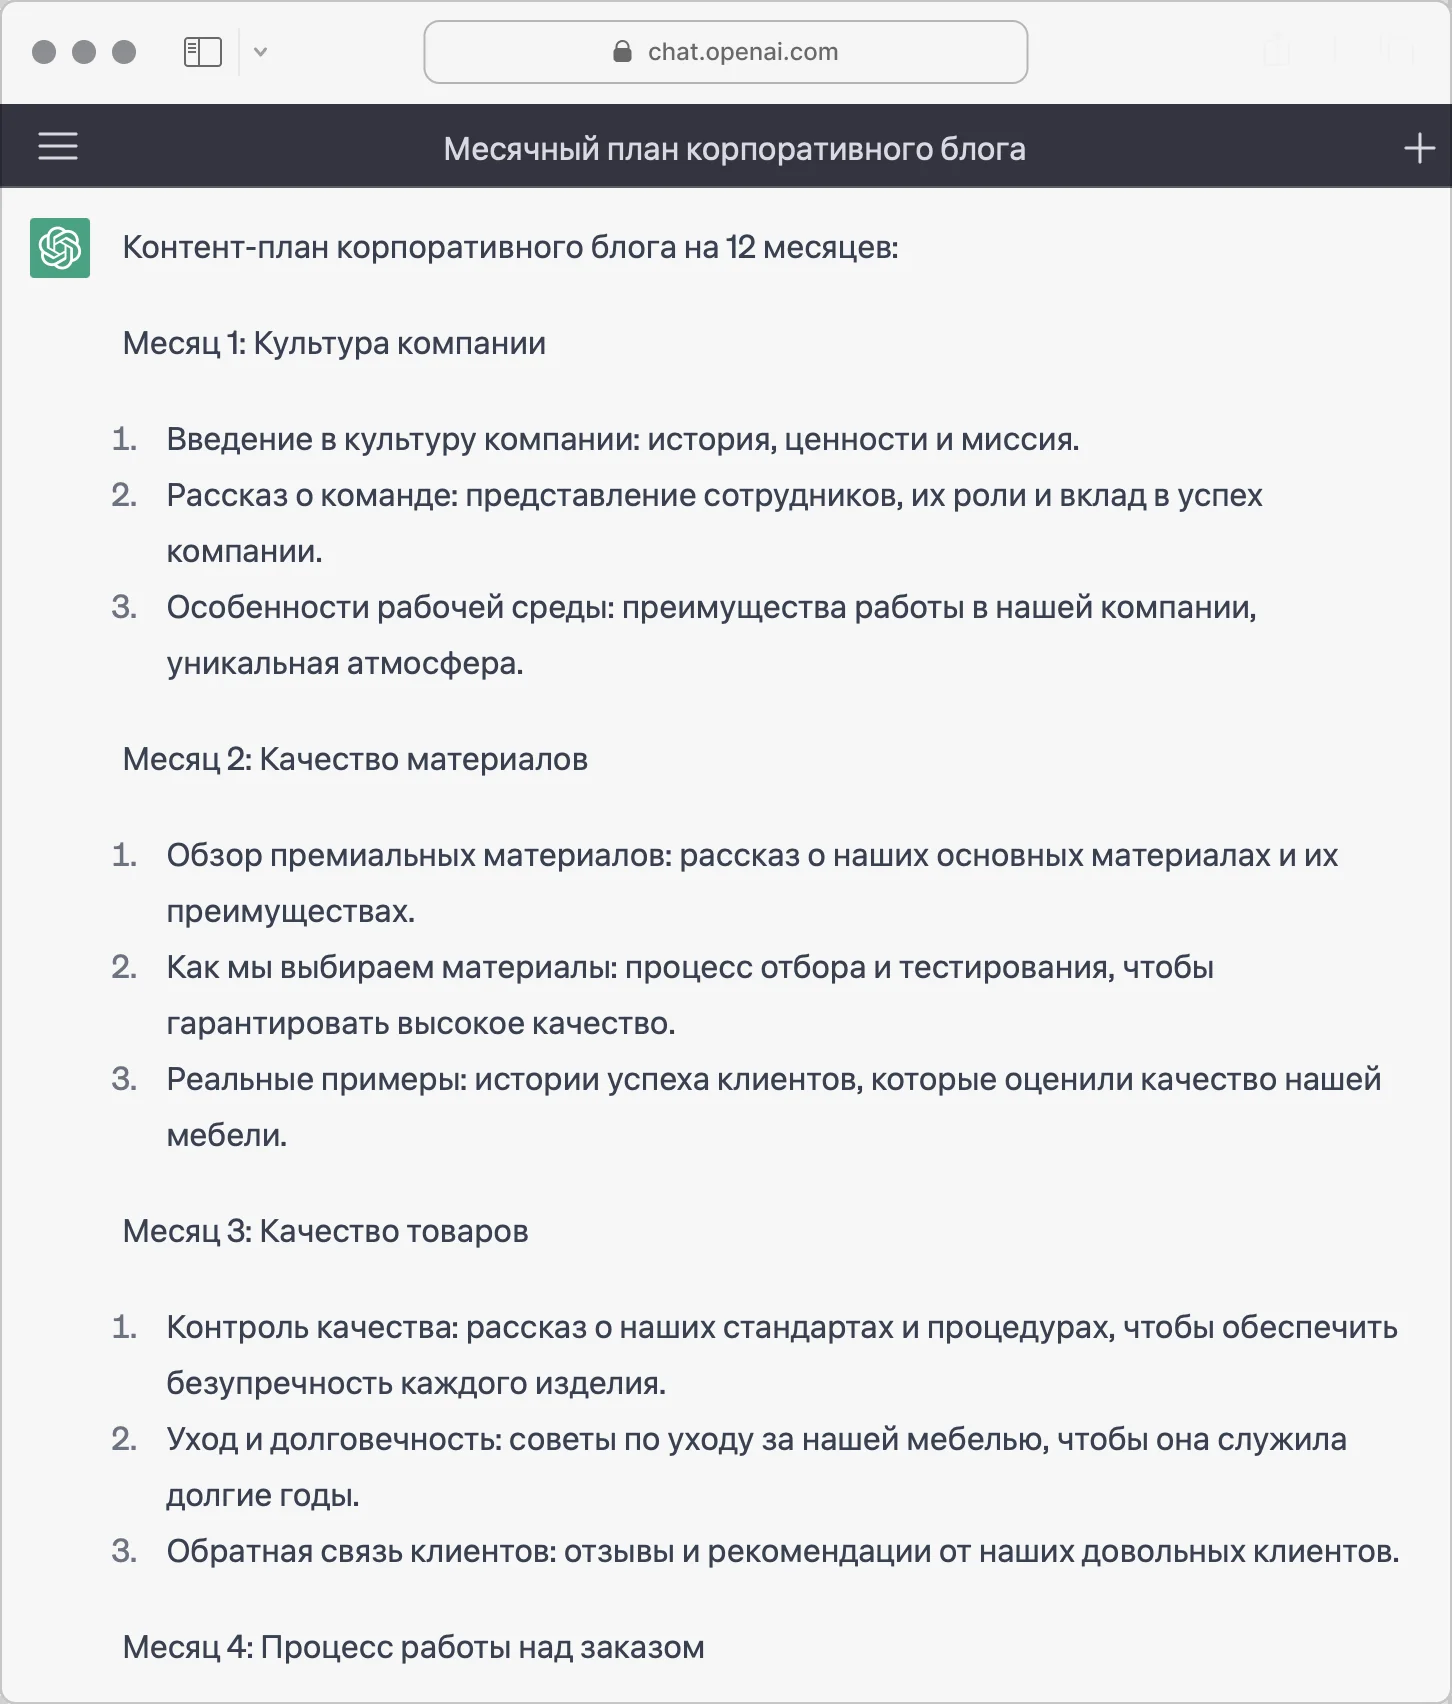 chat.openai.com
Месячный план корпоративного блога
Контент-план корпоративного блога на 12 месяцев:
Месяц 1: Культура компании
1. Введение в культуру компании: история, ценности и миссия.
2. Рассказ о команде: представление сотрудников, их роли и вклад в успех
компании.
3. Особенности рабочей среды: преимущества работы в нашей компании,
уникальная атмосфера.
Месяц 2: Качество материалов
1. Обзор премиальных материалов: рассказ о наших основных материалах и их
преимуществах.
2. Как мы выбираем материалы: процесс отбора и тестирования, чтобы
гарантировать высокое качество.
3. Реальные примеры: истории успеха клиентов, которые оценили качество нашей
мебели.
Месяц 3: Качество товаров
1. Контроль качества: рассказ о наших стандартах и процедурах, чтобы обеспечить
безупречность каждого изделия.
2. Уход и долговечность: советы по уходу за нашей мебелью, чтобы она служила
долгие годы.
3. Обратная связь клиентов: отзывы и рекомендации от наших довольных клиентов.
Месяц 4: Процесс работы над заказом